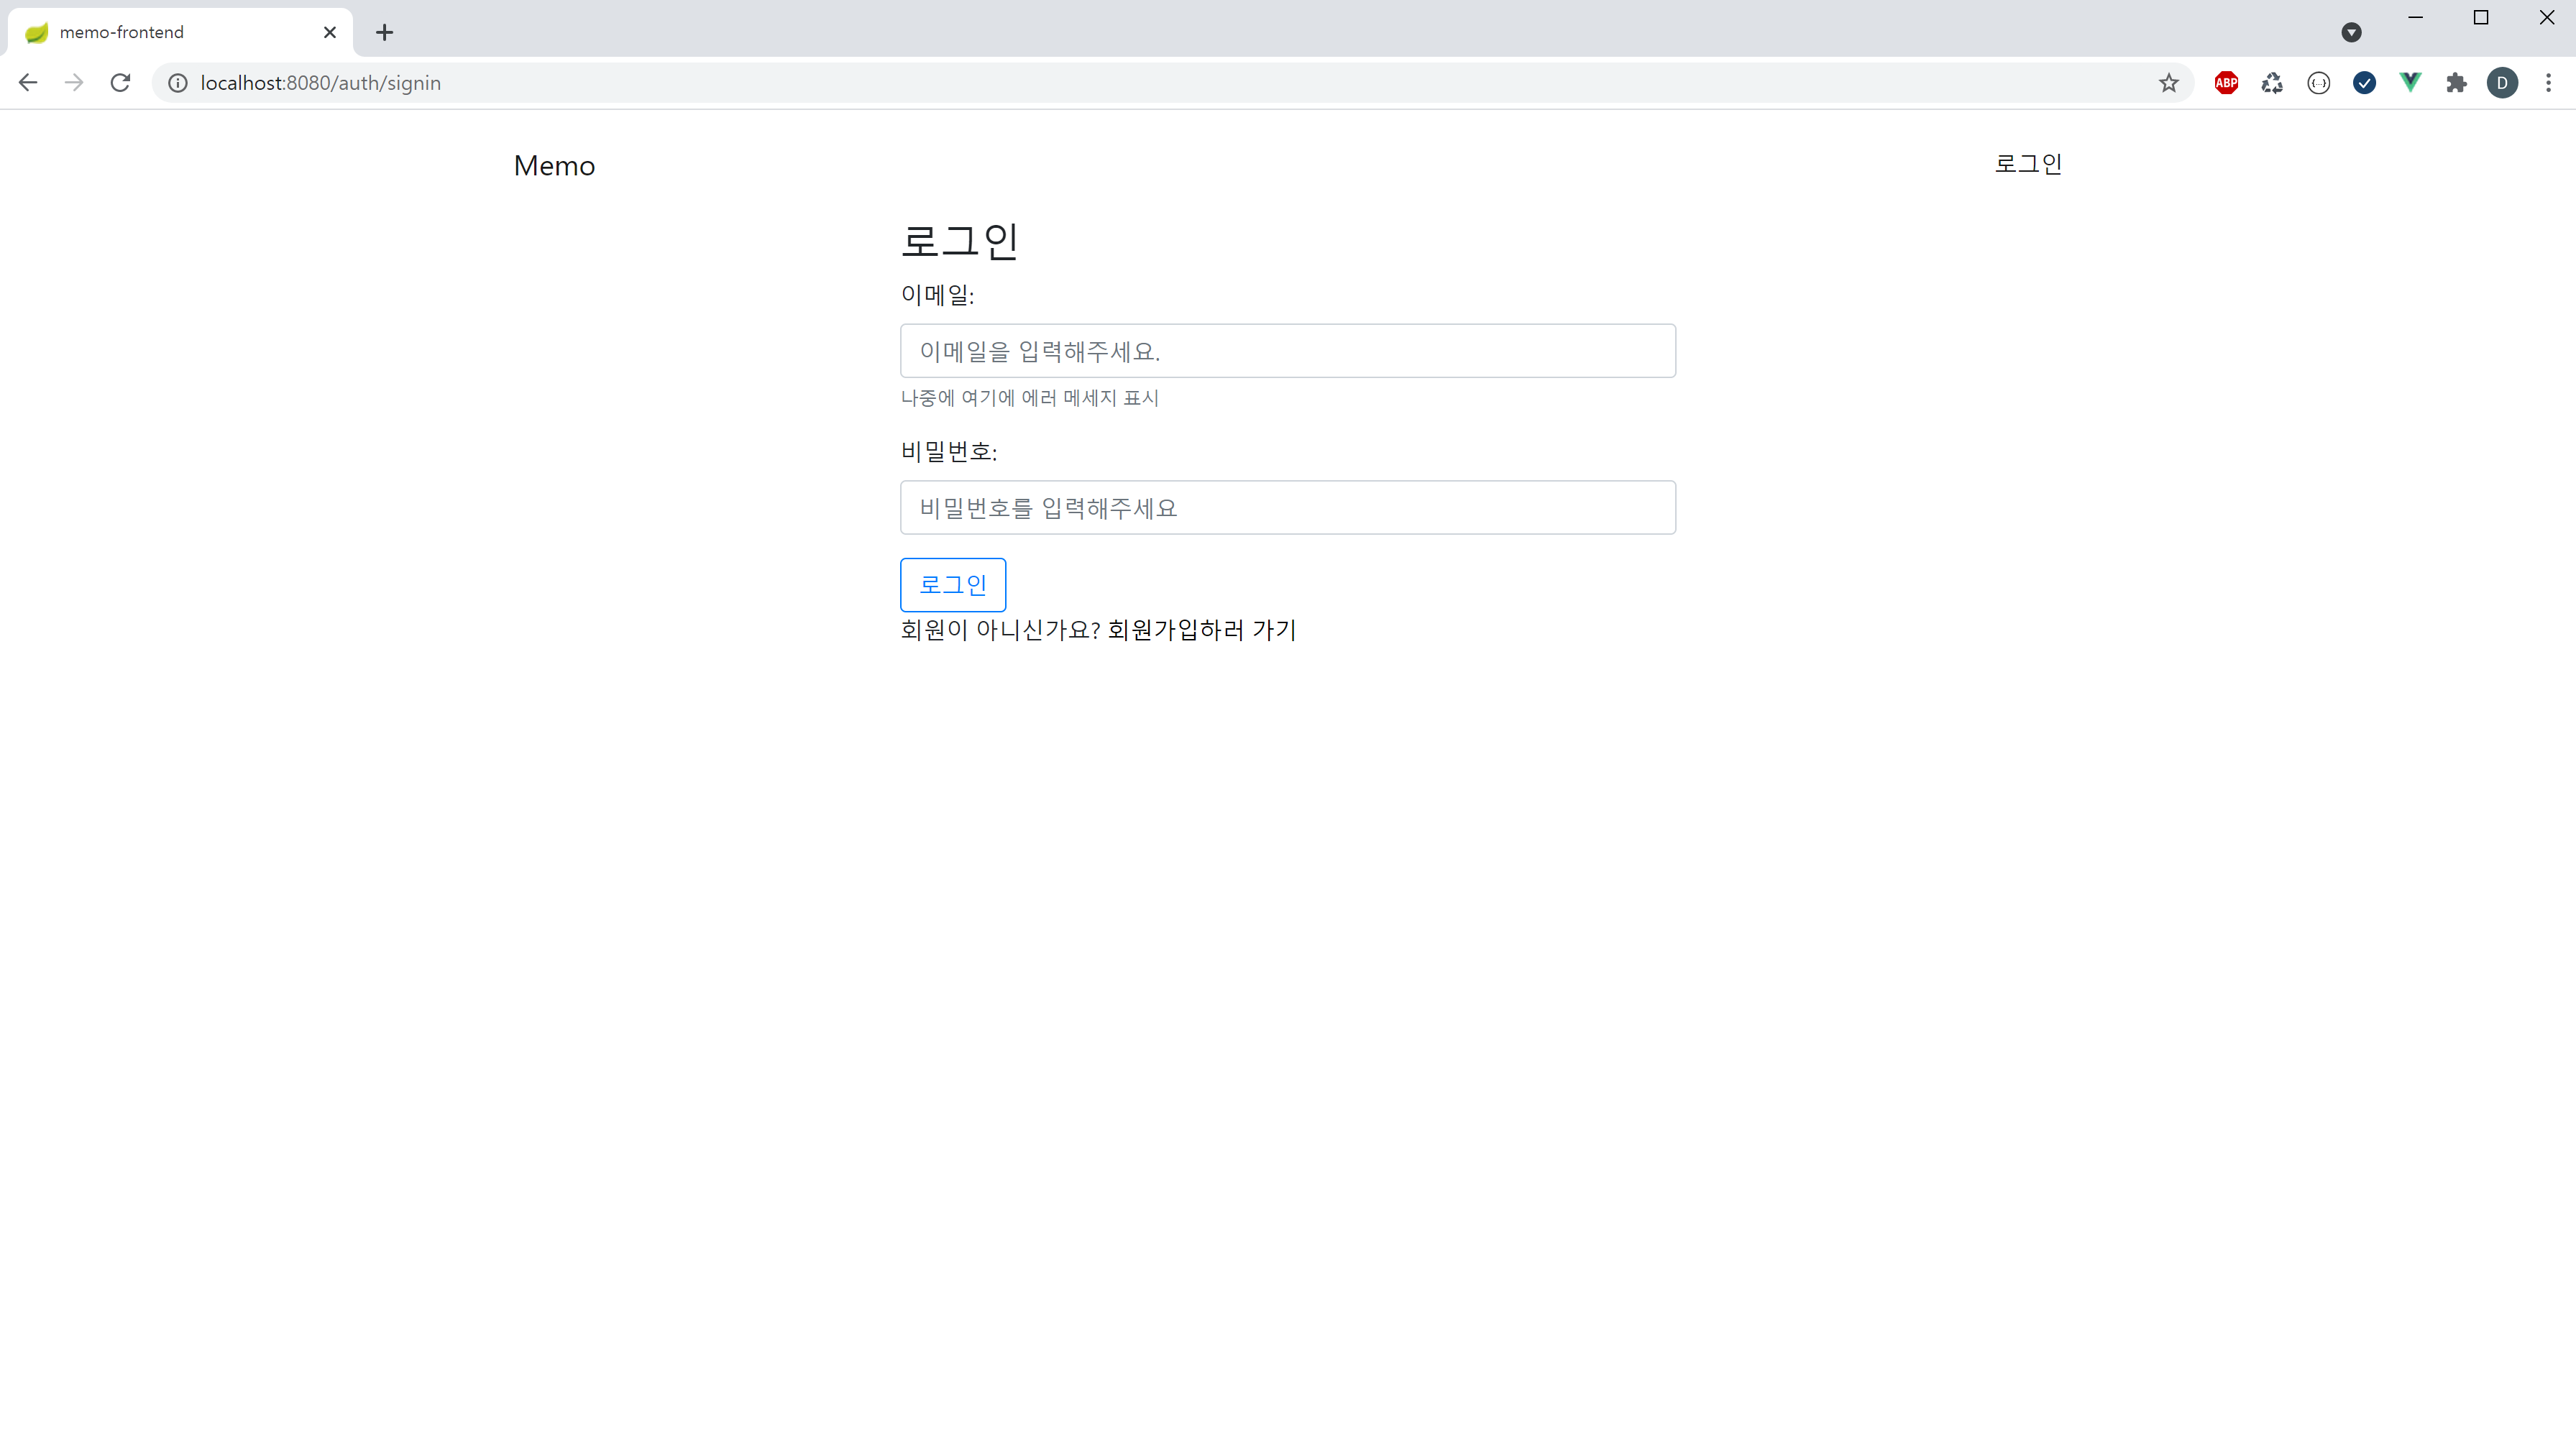 memo-frontend
localhost:8080/auth/signin
ABP
{...}
D
Memo
로그인
로그인
이메일:
이메일을 입력해주세요.
나중에 여기에 에러 메세지 표시
비밀번호:
비밀번호를 입력해주세요
로그인
회원이 아니신가요? 회원가입하러 가기